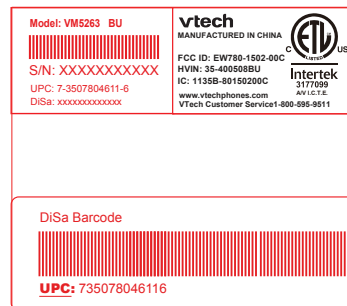 Model: VM5263 BU
S/N: XXXXXXXXXXX
UPC: 7-3507804611-6
DiSa: xxxxxxxxxxxxx
vtech
MANUFACTURED IN CHINA
FCC ID: EW780-1502-00C
HVIN: 35-400508BU
IC: 1135B-80150200C
www.vtechphones.com
VTech Customer Service1-800-595-9511
C ETL US
LISTED
Intertek
3177099
A/V I.C.T.E.
DiSa Barcode
UPC: 735078046116